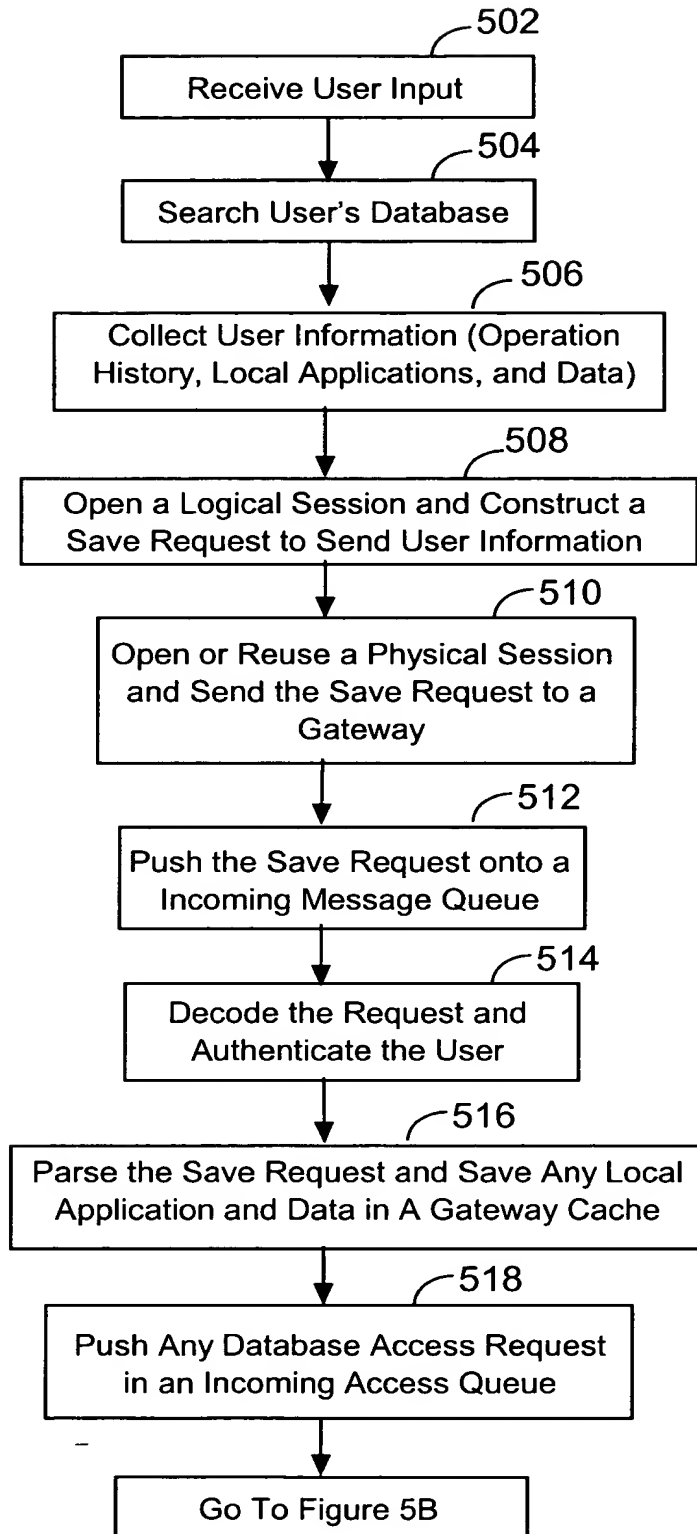 502
Receive User Input
504
Search User's Database
506
Collect User Information (Operation
History, Local Applications, and Data)
508
Open a Logical Session and Construct a
Save Request to Send User Information
510
Open or Reuse a Physical Session
and Send the Save Request to a
Gateway
512
Push the Save Request onto a
Incoming Message Queue
514
Decode the Request and
Authenticate the User
516
Parse the Save Request and Save Any Local
Application and Data in A Gateway Cache
518
Push Any Database Access Request
in an Incoming Access Queue
Go To Figure 5B